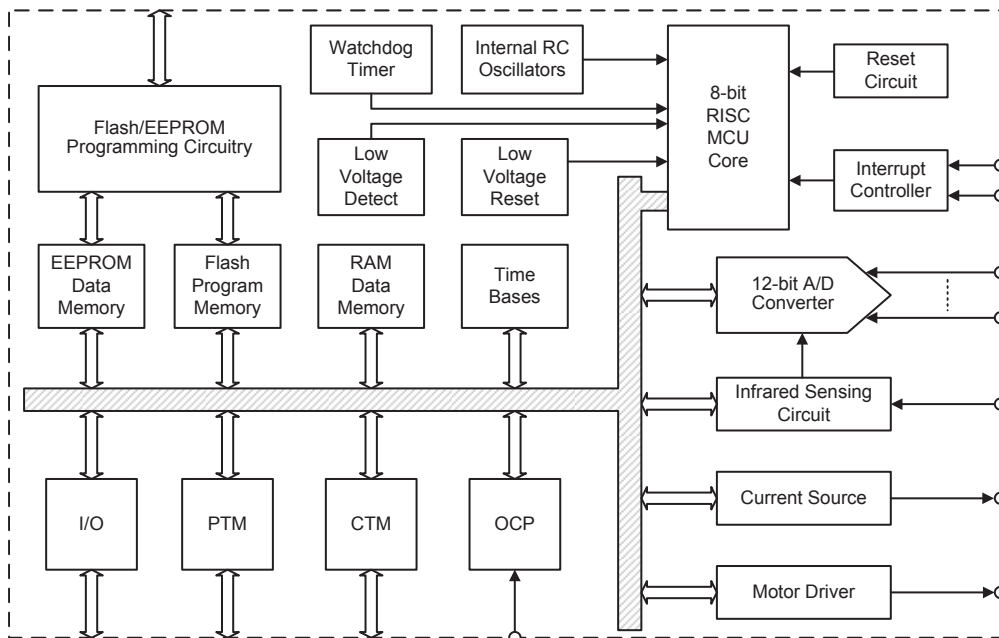 Watchdog
Timer
Internal RC
Oscillators
Reset
Circuit
8-bit
RISC
MCU
Core
Flash/EEPROM
Programming Circuitry
Low
Voltage
Detect
Low
Voltage
Reset
Interrupt
Controller
EEPROM
Data
Memory
Flash
Program
Memory
RAM
Data
Memory
Time
Bases
12-bit A/D
Converter
Infrared Sensing
Circuit
I/O
PTM
CTM
OCP
Current Source
Motor Driver